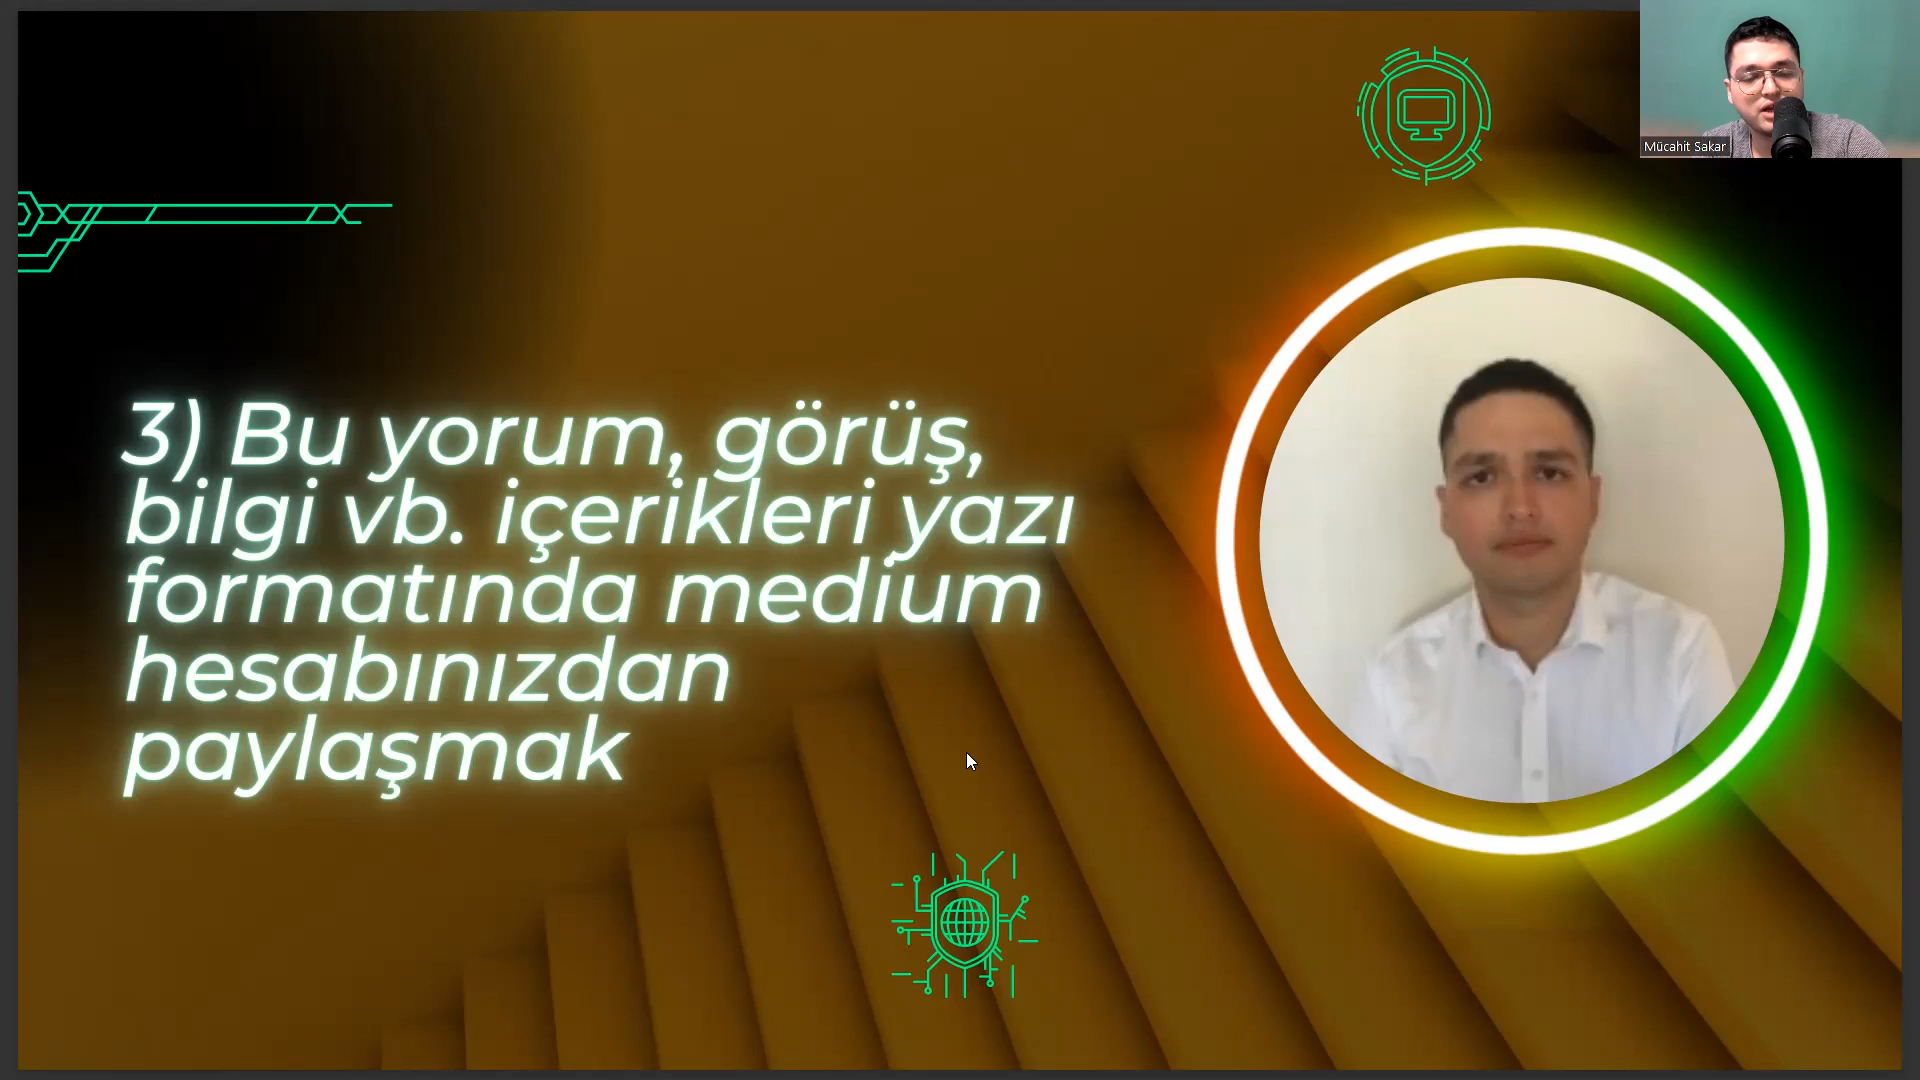 Mücahit Sakar
3) Bu yorum, görüş,
bilgi vb. içerikleri yazı
formatında medium
hesabınızdan
paylaşmak